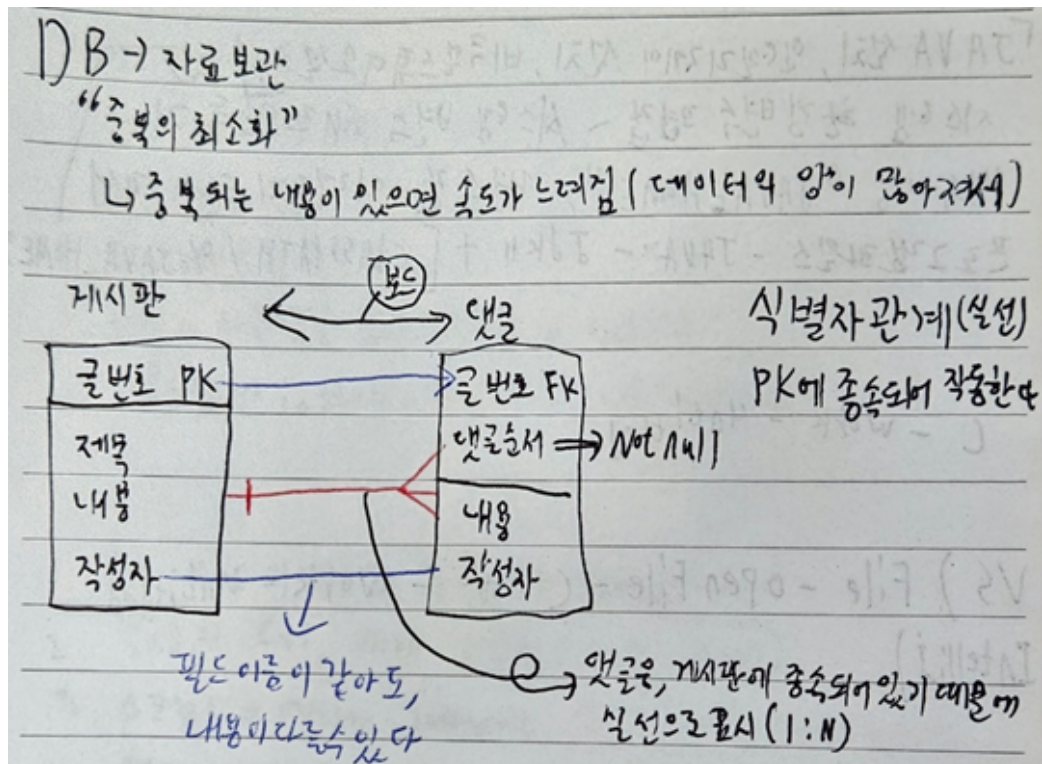 DB → 자료보관
“중복의 최소화”
↳ 중복되는 내용이 있으면 속도가 느려짐 (데이터의 양이 많아져서)
게시판
보드
댓글
식별자관계(실선)
PK에 종속되어 작동한다
글번호 PK
제목
내용
작성자
글번호 FK
댓글순서 ⇒ Not Null
내용
작성자
필드이름이 같아도,
내용이 다를수 있다
댓글은, 게시판에 종속되어 있기 때문에
실선으로 표시 (1:N)